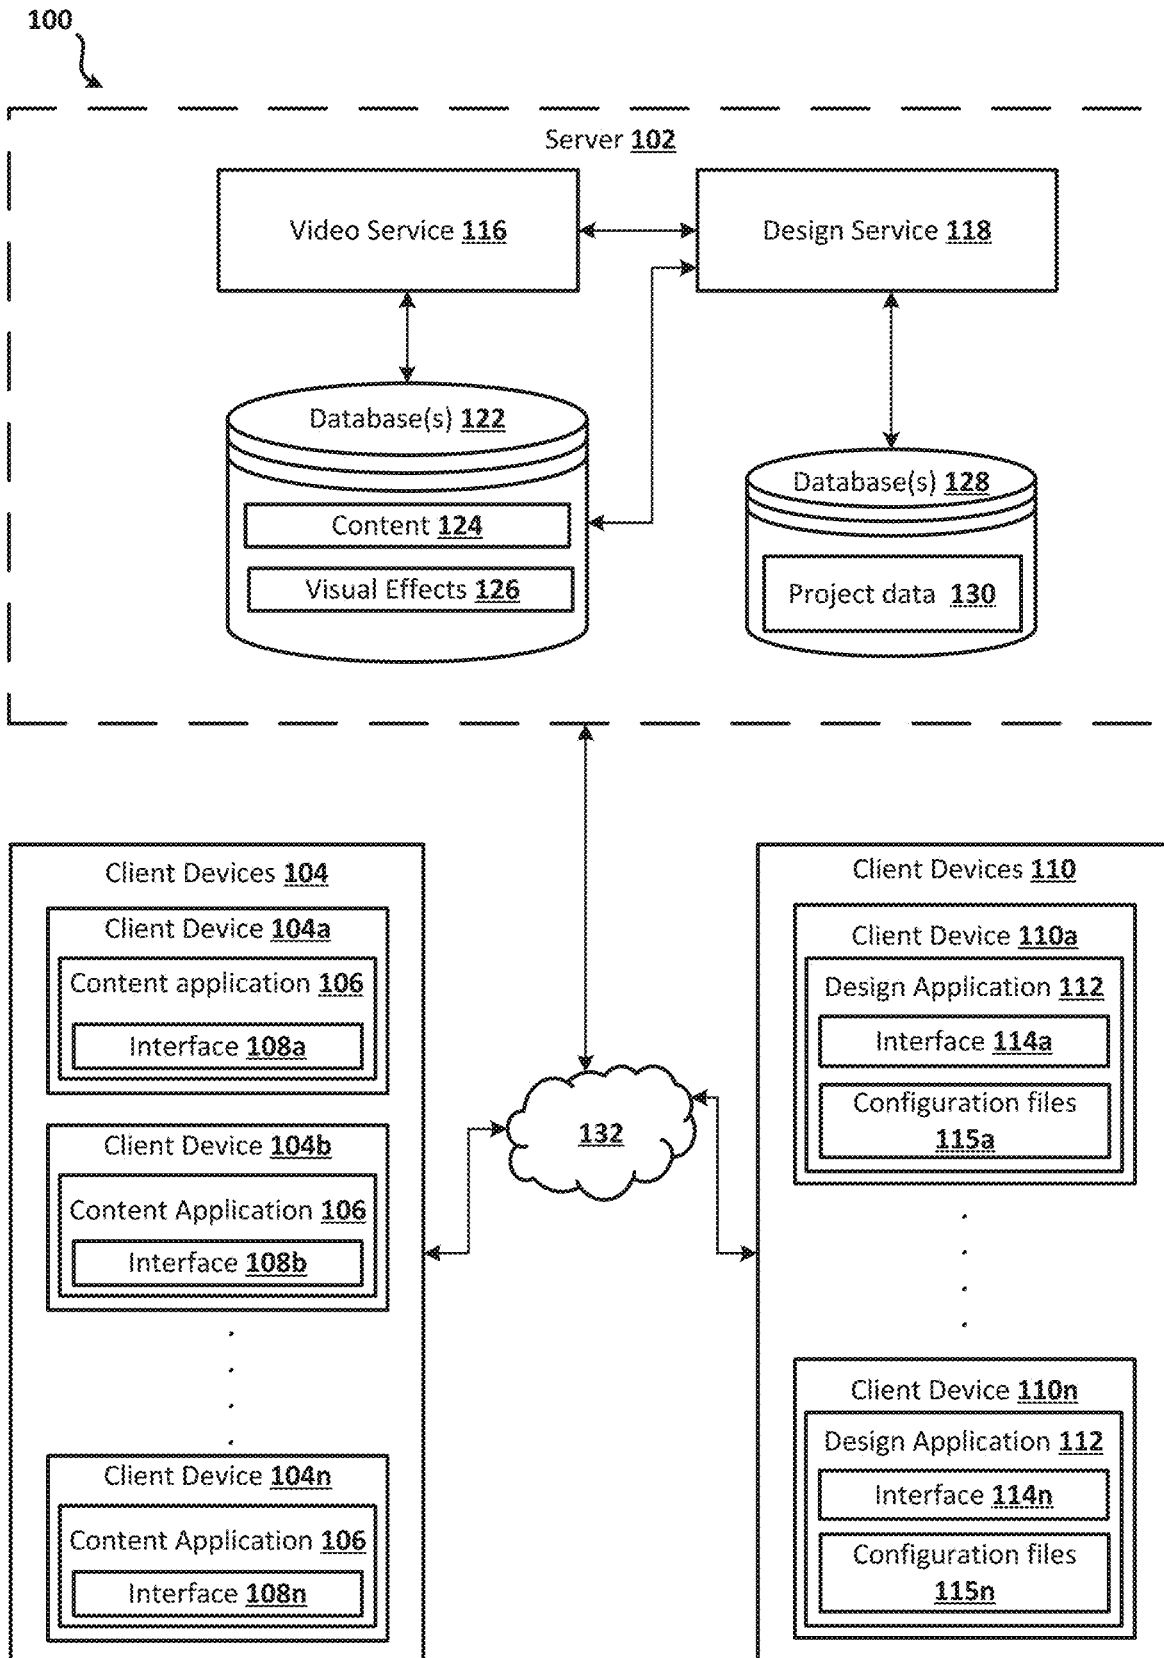 100
Server 102
Video Service 116
Design Service 118
Database(s) 122
Content 124
Visual Effects 126
Database(s) 128
Project data 130
Client Devices 104
Client Device 104a
Content application 106
Interface 108a
Client Device 104b
Content Application 106
Interface 108b
Client Device 104n
Content Application 106
Interface 108n
132
Client Devices 110
Client Device 110a
Design Application 112
Interface 114a
Configuration files
115a
Client Device 110n
Design Application 112
Interface 114n
Configuration files
115n